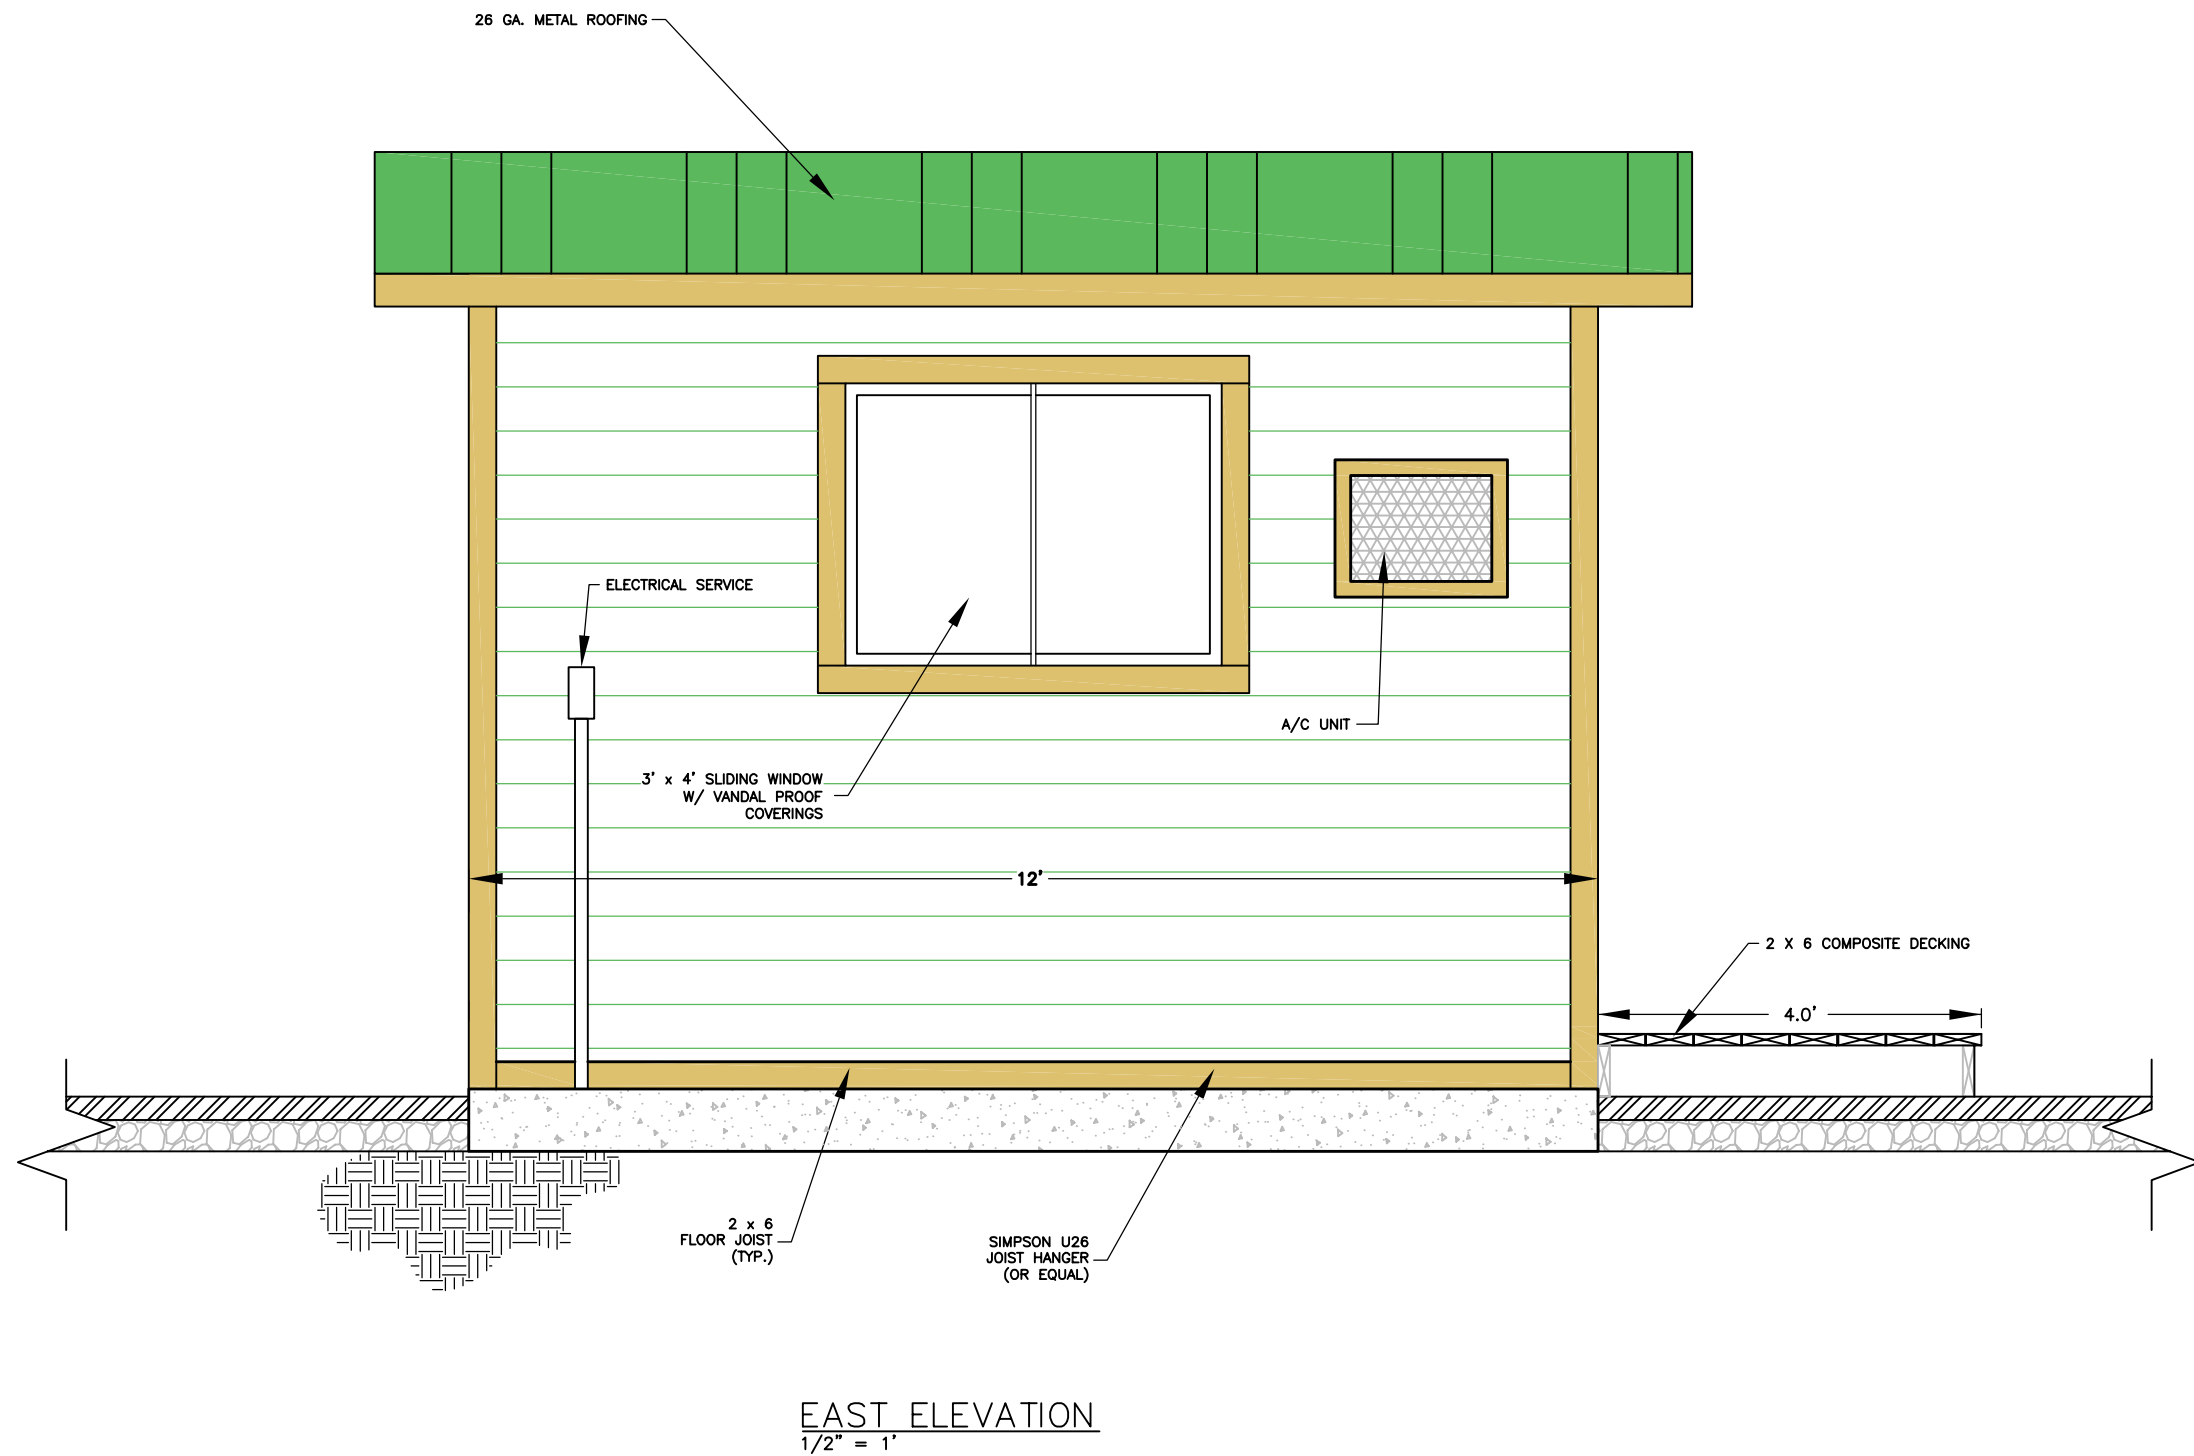 26 GA. METAL ROOFING
ELECTRICAL SERVICE
A/C UNIT
3' x 4' SLIDING WINDOW
W/ VANDAL PROOF
COVERINGS
12'
2 X 6 COMPOSITE DECKING
4.0'
2 x 6
FLOOR JOIST
(TYP.)
SIMPSON U26
JOIST HANGER
(OR EQUAL)
EAST ELEVATION
1/2" = 1'